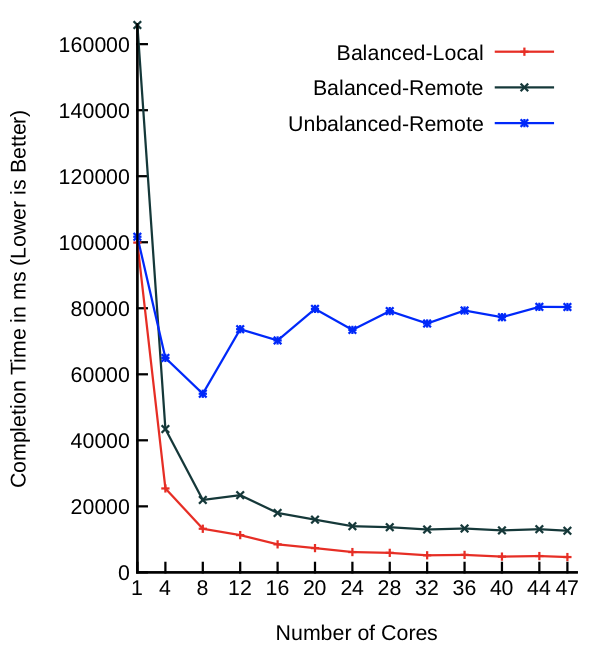 Completion Time in ms (Lower is Better)
160000
140000
120000
100000
80000
60000
40000
20000
0
Balanced-Local
Balanced-Remote
Unbalanced-Remote
1 4 8 12 16 20 24 28 32 36 40 44 47
Number of Cores